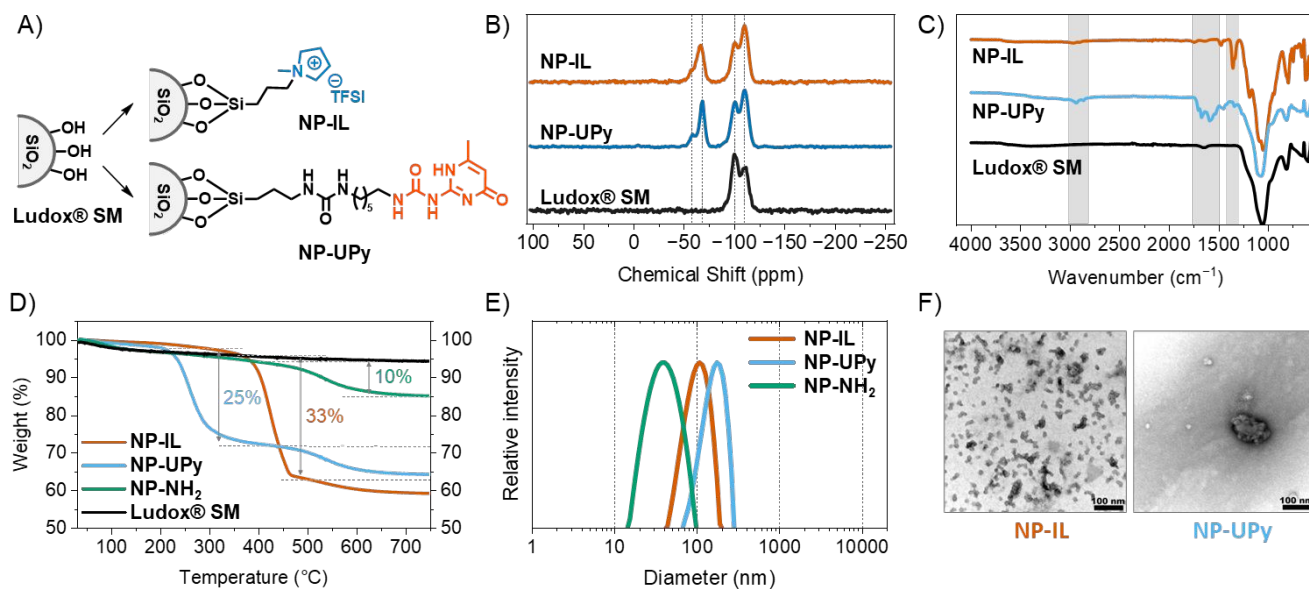 A)
SiO2
OH
OH
OH
Ludox® SM
SiO2
O
O
O
Si
N
⊕
⊖
TFSI
NP-IL
SiO2
O
O
O
Si
H
N
O
H
N
( )5
N
H
O
N
H
HN
N
O
NP-UPy
B)
NP-IL
NP-UPy
Ludox® SM
100 50 0 −50 −100 −150 −200 −250
Chemical Shift (ppm)
C)
NP-IL
NP-UPy
Ludox® SM
4000 3000 2500 1500 1000
Wavenumber (cm−1)
D)
100
90
80
70
60
50
100
90
80
70
60
50
10%
25%
33%
NP-IL
NP-UPy
NP-NH2
Ludox® SM
100 200 300 400 500 600 700
Weight (%)
Temperature (°C)
E)
NP-IL
NP-UPy
NP-NH2
Relative intensity
1 10 100 1000 10000
Diameter (nm)
F)
100 nm
100 nm
NP-IL
NP-UPy